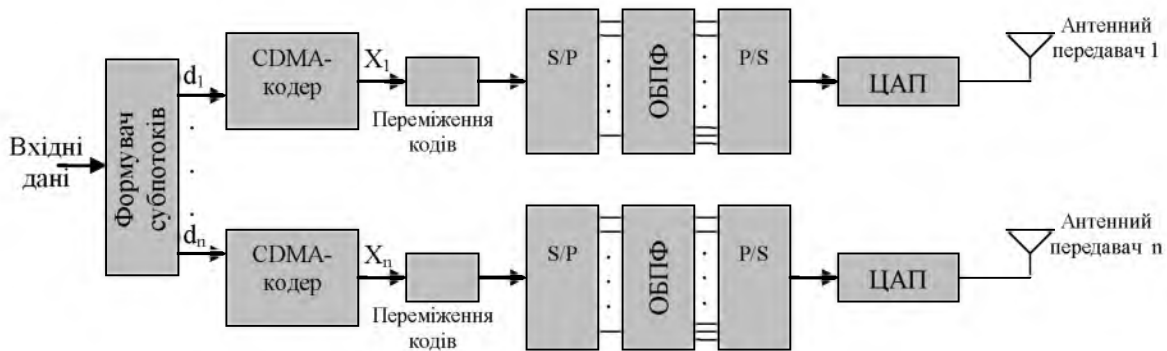 Вхідні
дані
Формувач
субпотоків
d1
CDMA-
кодер
X1
Переміження
кодів
S/P
ОБПФ
P/S
ЦАП
Антенний
передавач 1
dn
CDMA-
кодер
Xn
Переміження
кодів
S/P
ОБПФ
P/S
ЦАП
Антенний
передавач n